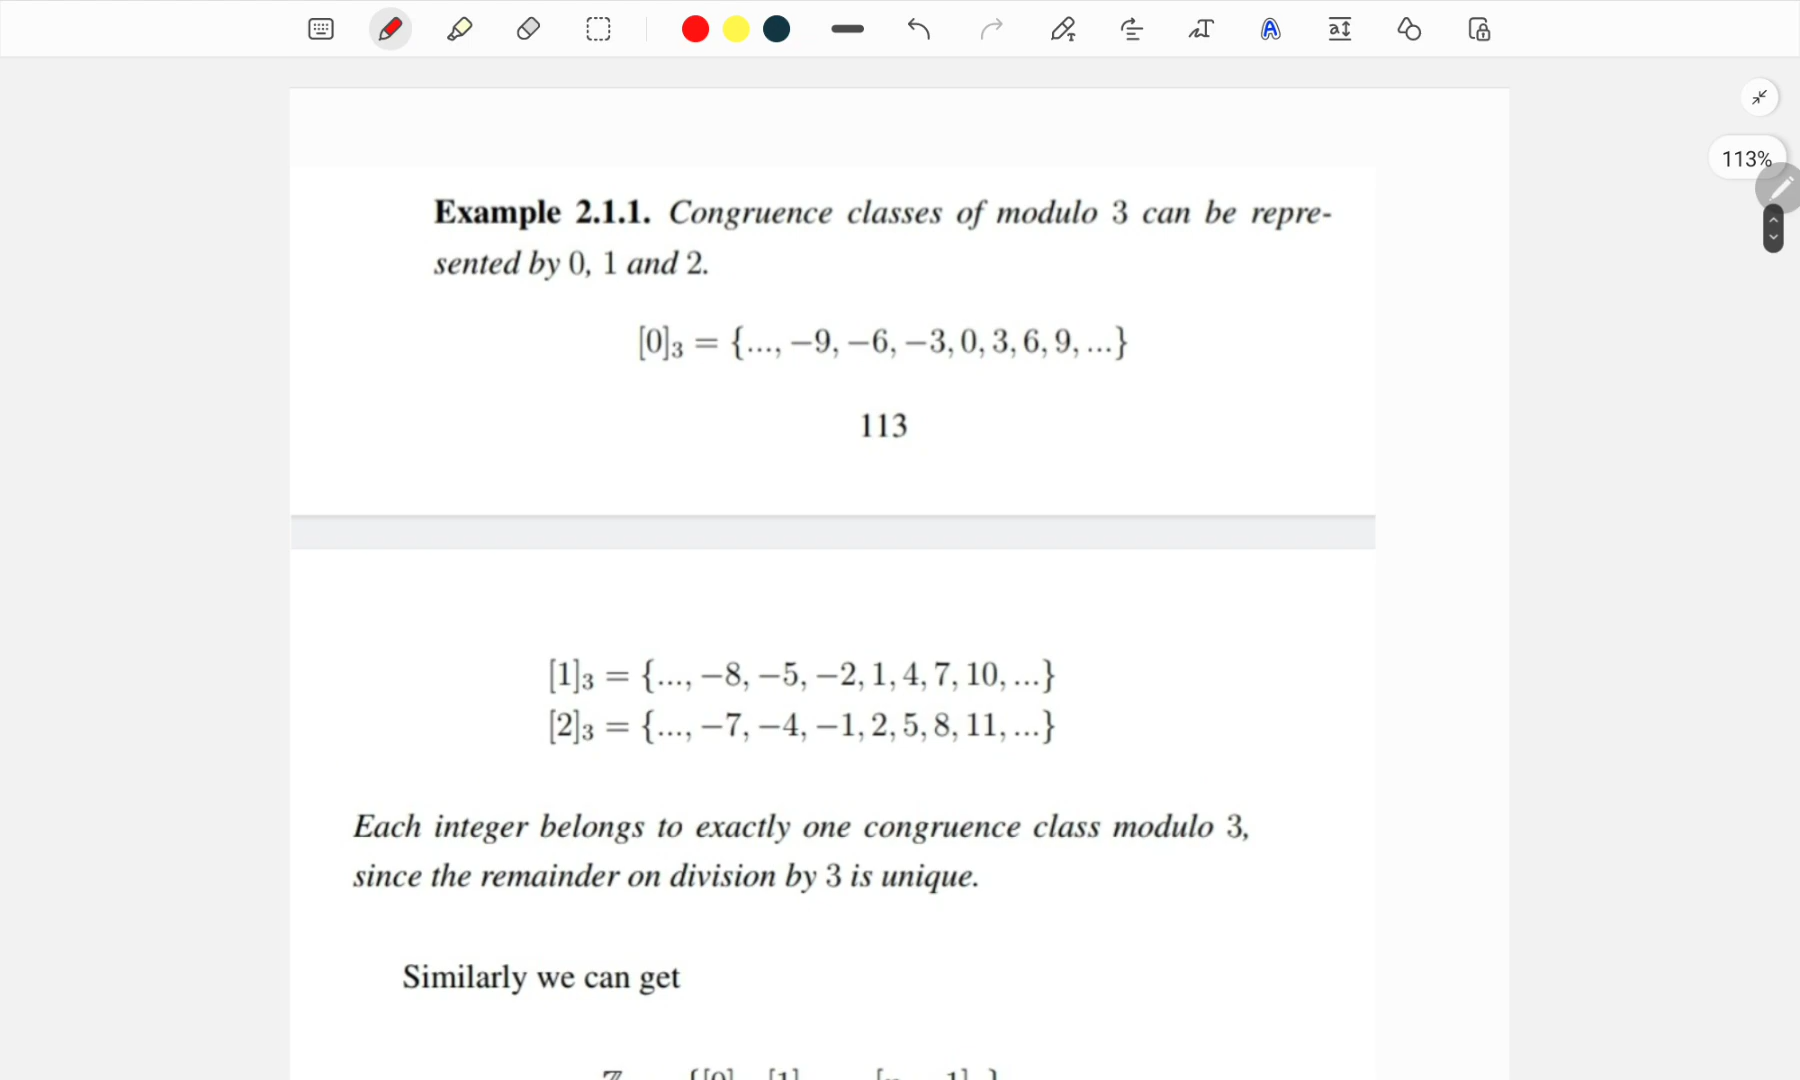 113%
Example 2.1.1. Congruence classes of modulo 3 can be repre-
sented by 0, 1 and 2.
[0]₃ = {..., −9, −6, −3, 0, 3, 6, 9, ...}
113
[1]₃ = {..., −8, −5, −2, 1, 4, 7, 10, ...}
[2]₃ = {..., −7, −4, −1, 2, 5, 8, 11, ...}
Each integer belongs to exactly one congruence class modulo 3,
since the remainder on division by 3 is unique.
Similarly we can get